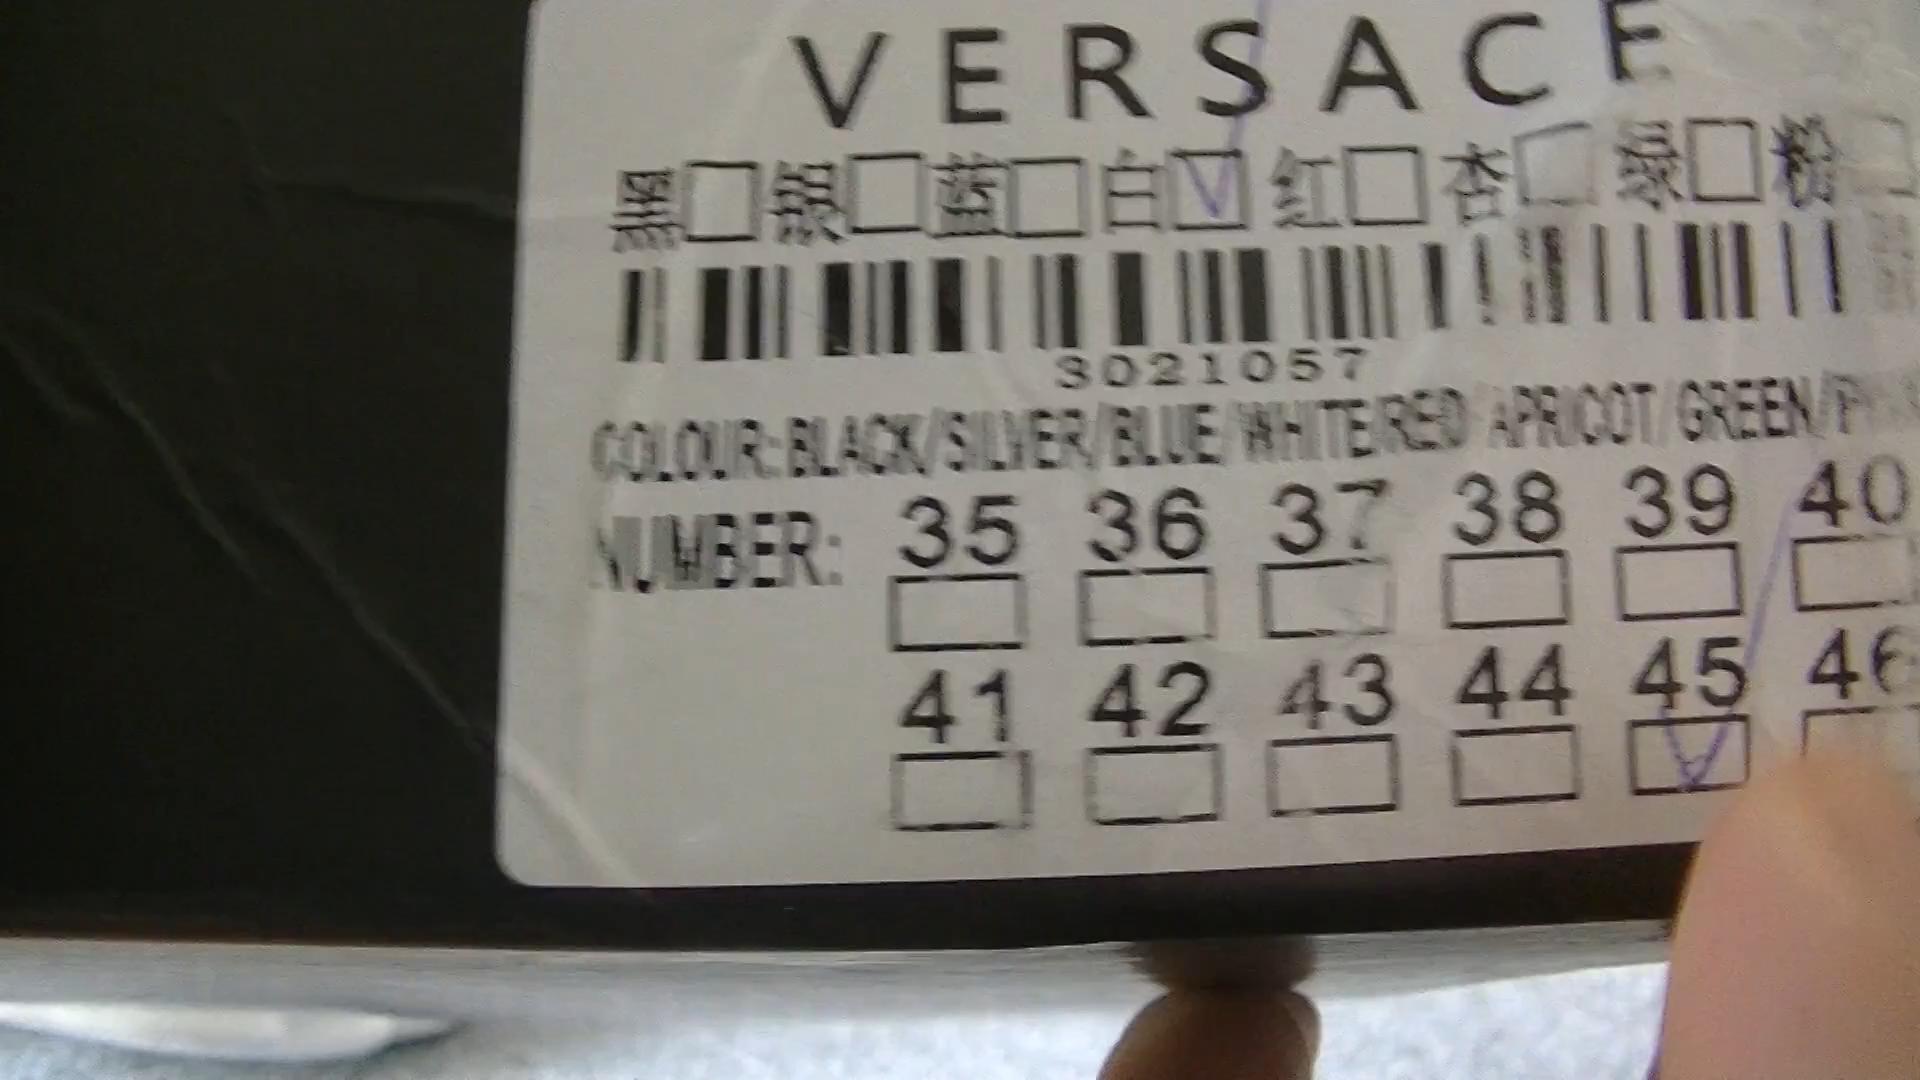 VERSACE
黑□ 银□ 蓝□ 白☑ 红□ 杏□ 绿□ 粉□
3021057
COLOUR: BLACK/SILVER/BLUE/WHITE/RED/APRICOT/GREEN/
NUMBER: 35 36 37 38 39 40
41 42 43 44 45 46